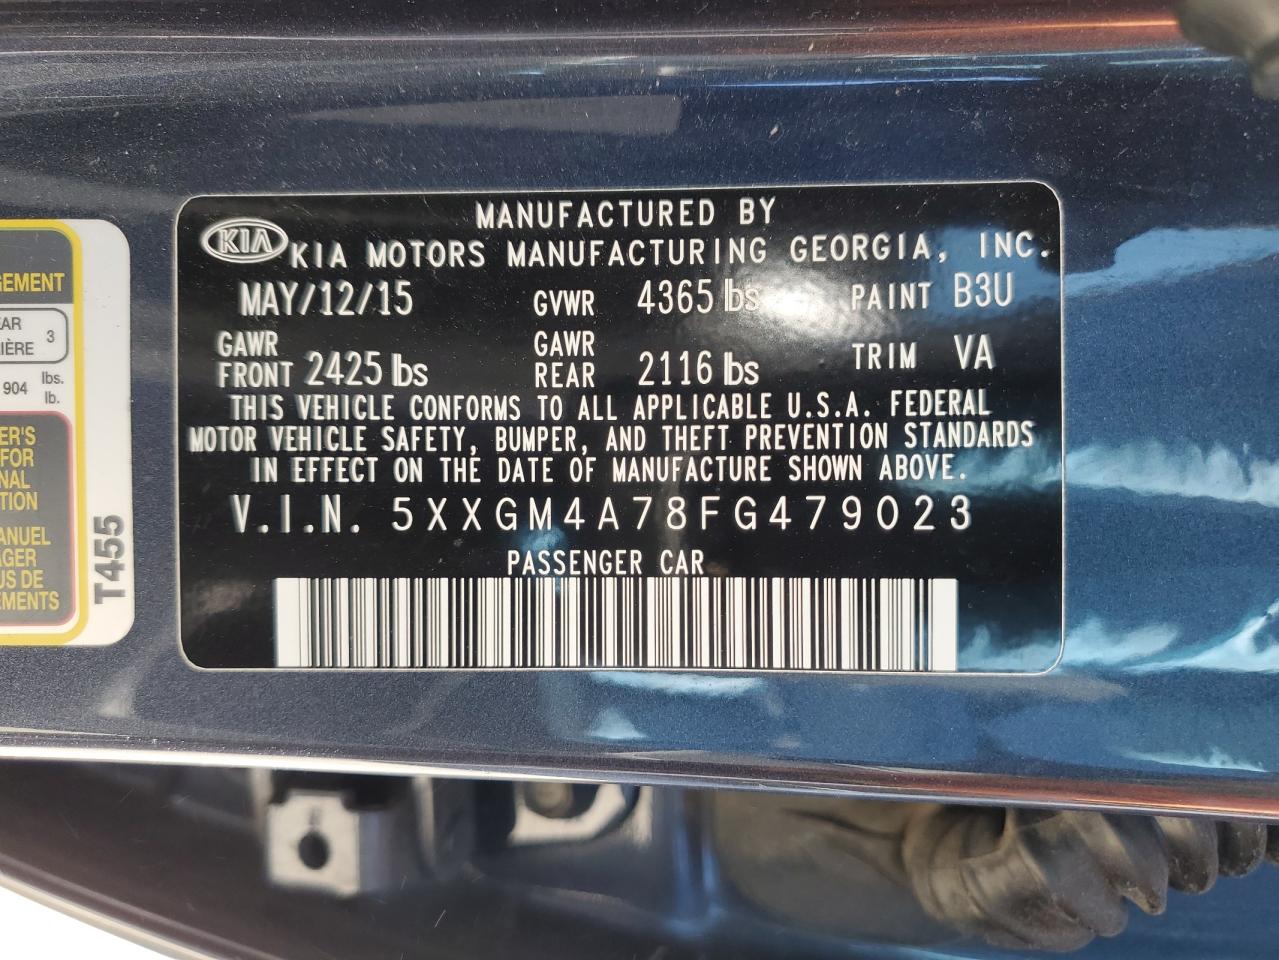 MANUFACTURED BY
KIA
KIA MOTORS MANUFACTURING GEORGIA, INC.
MAY/12/15 GVWR 4365 lbs PAINT B3U
GAWR FRONT 2425 lbs GAWR REAR 2116 lbs TRIM VA
THIS VEHICLE CONFORMS TO ALL APPLICABLE U.S.A. FEDERAL
MOTOR VEHICLE SAFETY, BUMPER, AND THEFT PREVENTION STANDARDS
IN EFFECT ON THE DATE OF MANUFACTURE SHOWN ABOVE.
V.I.N. 5XXGM4A78FG479023
PASSENGER CAR
3
904 lbs.
lb.
FOR
DE
T455